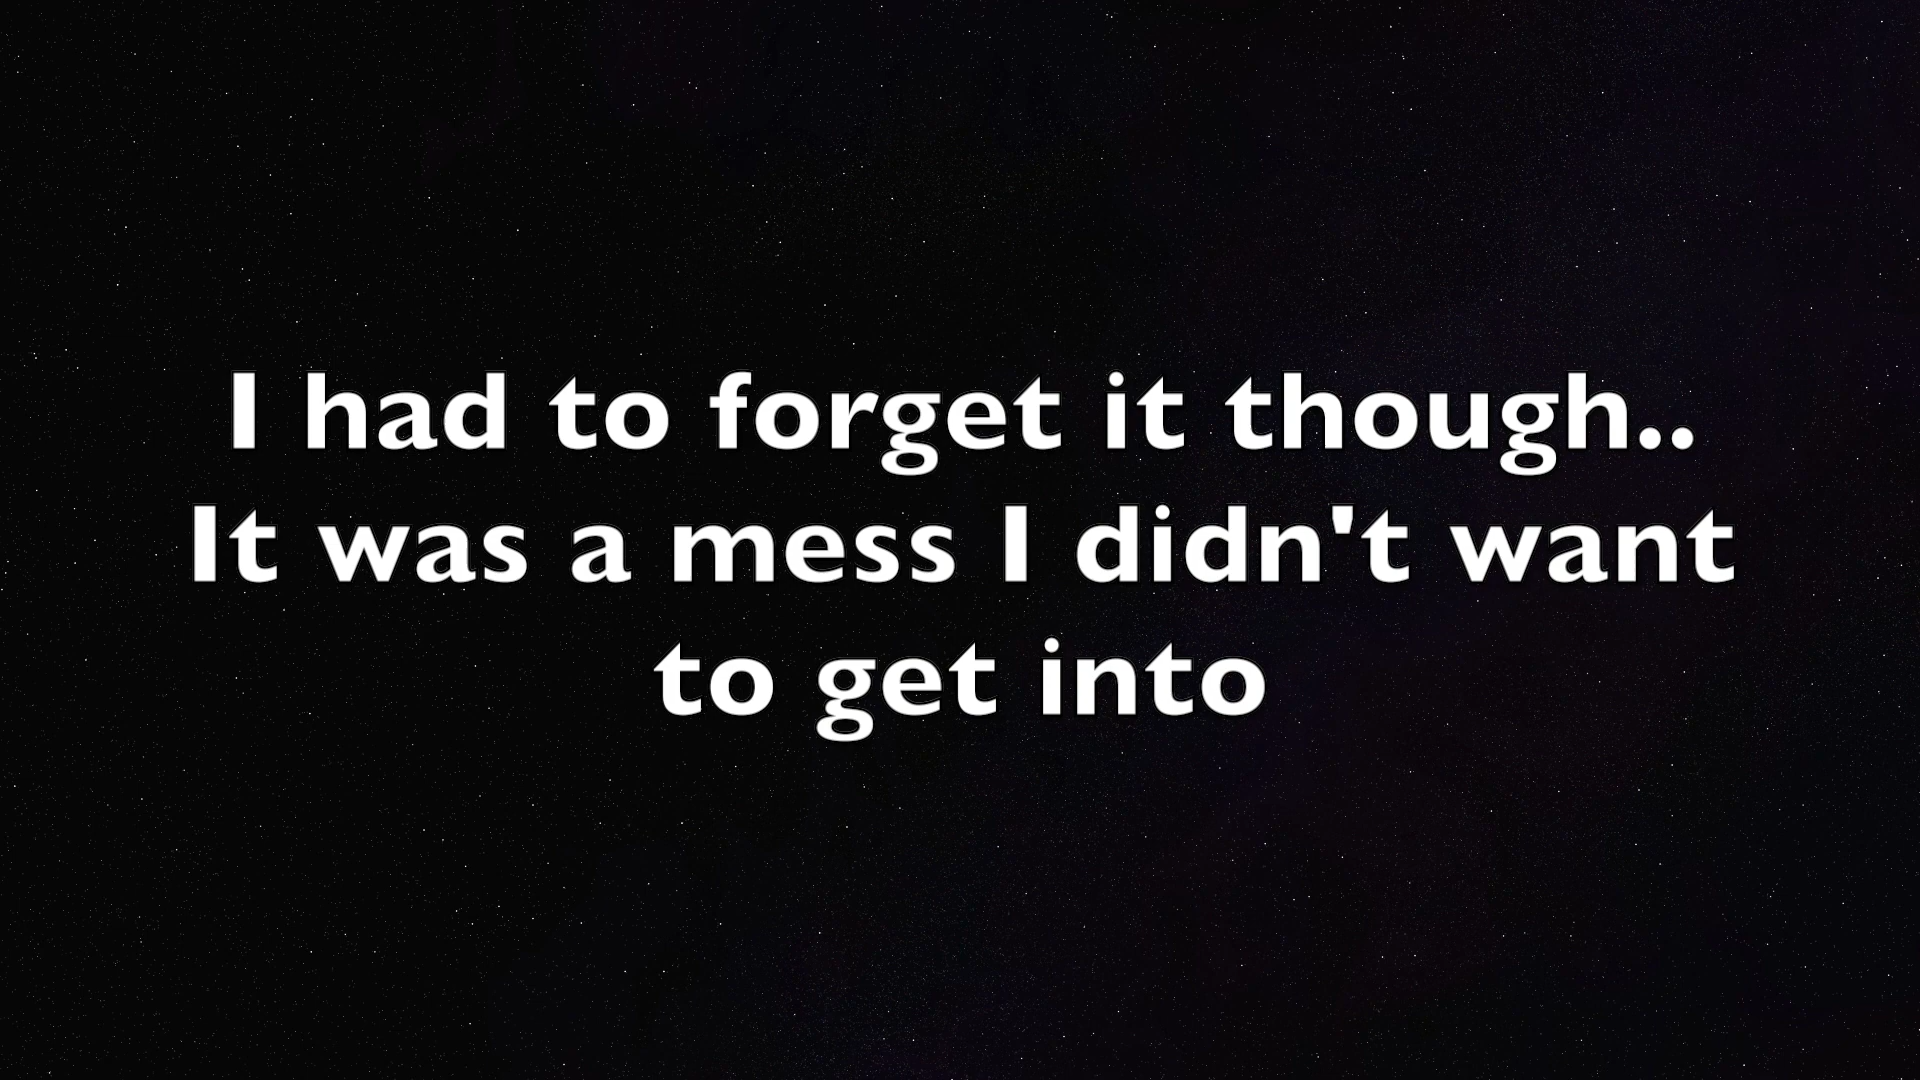 I had to forget it though..
It was a mess I didn't want
to get into